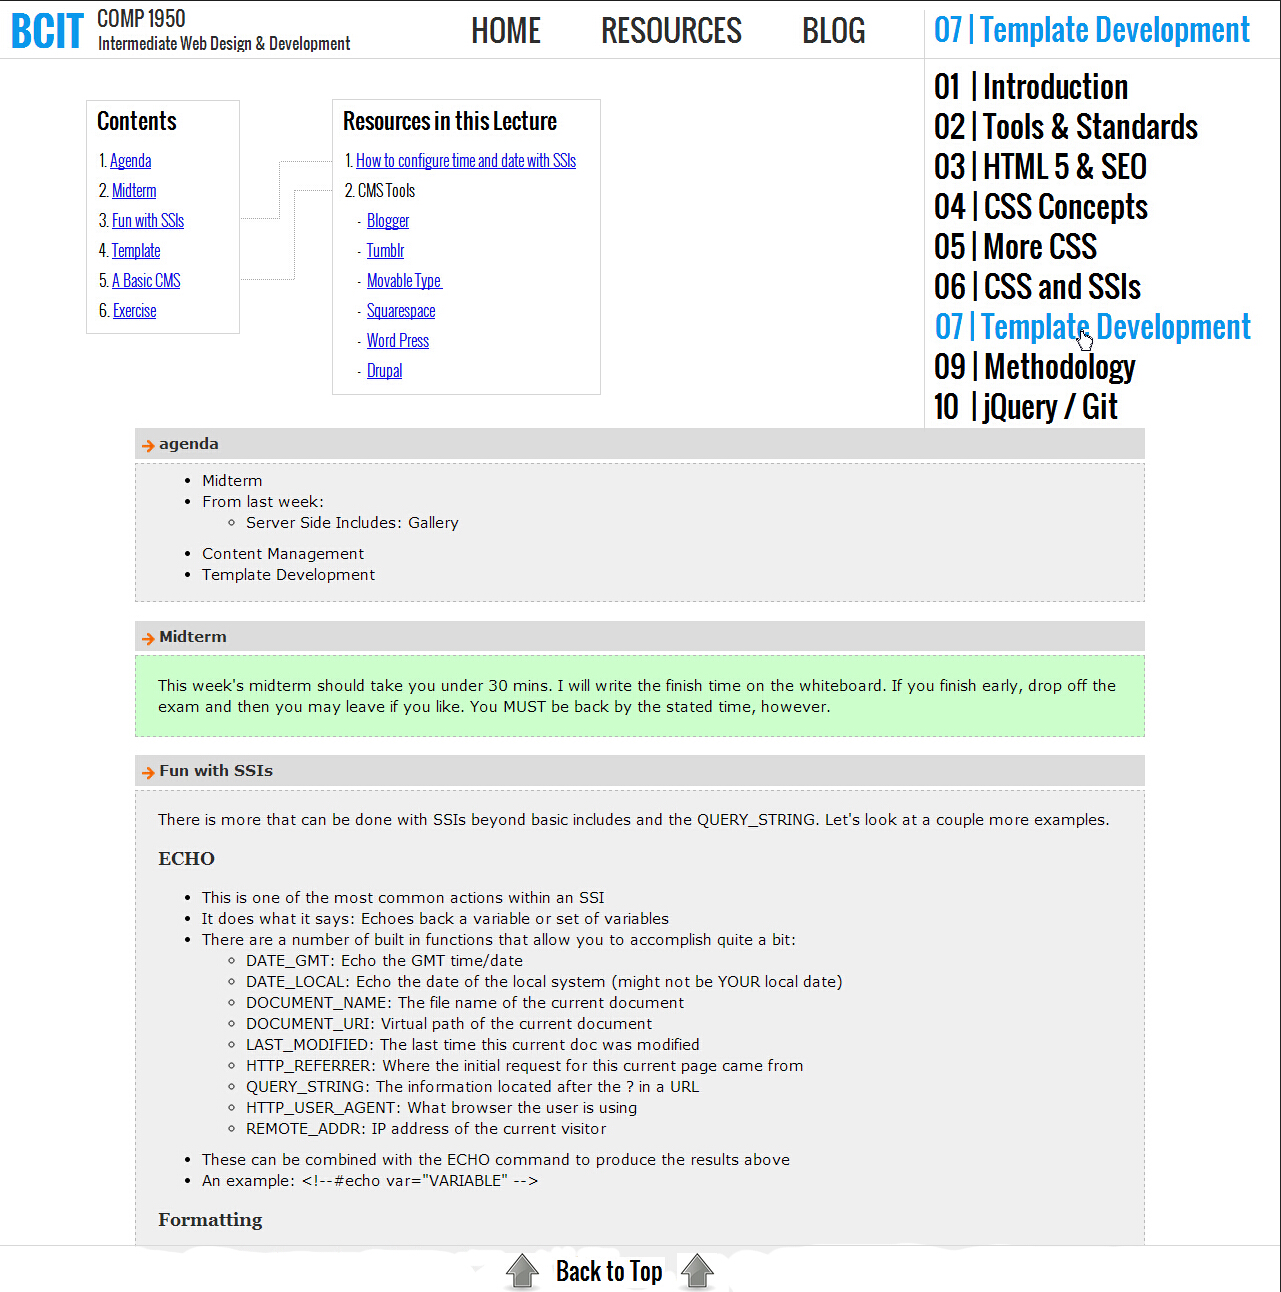 BCIT
COMP 1950
Intermediate Web Design & Development
HOME
RESOURCES
BLOG
07 | Template Development
01 | Introduction
02 | Tools & Standards
03 | HTML 5 & SEO
04 | CSS Concepts
05 | More CSS
06 | CSS and SSIs
07 | Template Development
09 | Methodology
10 | jQuery / Git
Contents
1. Agenda
2. Midterm
3. Fun with SSIs
4. Template
5. A Basic CMS
6. Exercise
Resources in this Lecture
1. How to configure time and date with SSIs
2. CMS Tools
- Blogger
- Tumblr
- Movable Type
- Squarespace
- Word Press
- Drupal
agenda
• Midterm
• From last week:
◦ Server Side Includes: Gallery
• Content Management
• Template Development
Midterm
This week's midterm should take you under 30 mins. I will write the finish time on the whiteboard. If you finish early, drop off the
exam and then you may leave if you like. You MUST be back by the stated time, however.
Fun with SSIs
There is more that can be done with SSIs beyond basic includes and the QUERY_STRING. Let's look at a couple more examples.
ECHO
• This is one of the most common actions within an SSI
• It does what it says: Echoes back a variable or set of variables
• There are a number of built in functions that allow you to accomplish quite a bit:
◦ DATE_GMT: Echo the GMT time/date
◦ DATE_LOCAL: Echo the date of the local system (might not be YOUR local date)
◦ DOCUMENT_NAME: The file name of the current document
◦ DOCUMENT_URI: Virtual path of the current document
◦ LAST_MODIFIED: The last time this current doc was modified
◦ HTTP_REFERRER: Where the initial request for this current page came from
◦ QUERY_STRING: The information located after the ? in a URL
◦ HTTP_USER_AGENT: What browser the user is using
◦ REMOTE_ADDR: IP address of the current visitor
• These can be combined with the ECHO command to produce the results above
• An example: <!--#echo var="VARIABLE" -->
Formatting
Back to Top